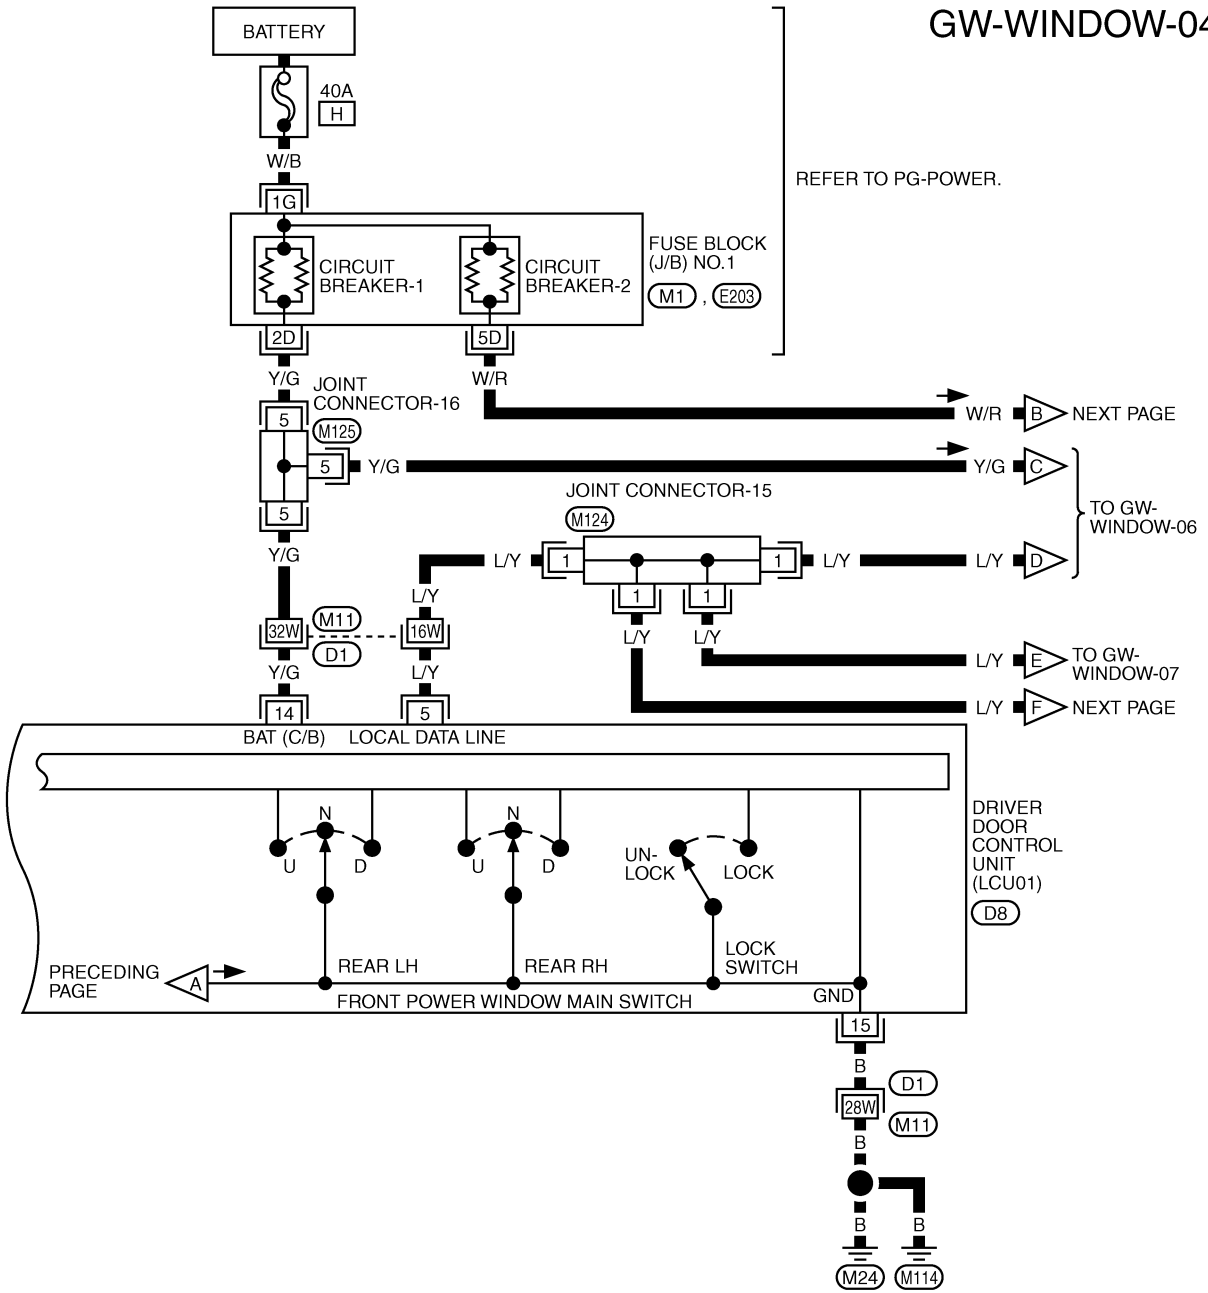 GW-WINDOW-04
BATTERY
40A
H
W/B
1G
REFER TO PG-POWER.
CIRCUIT
BREAKER-1
CIRCUIT
BREAKER-2
FUSE BLOCK
(J/B) NO.1
M1 , E203
2D
5D
Y/G
W/R
JOINT
CONNECTOR-16
M125
5
W/R
B
NEXT PAGE
5
Y/G
Y/G
C
5
Y/G
JOINT CONNECTOR-15
M124
TO GW-
WINDOW-06
L/Y
1
1
L/Y
L/Y
D
L/Y
1
1
32W
M11
D1
16W
L/Y
L/Y
L/Y
E
TO GW-
WINDOW-07
Y/G
L/Y
L/Y
F
NEXT PAGE
14
5
BAT (C/B)
LOCAL DATA LINE
N
U
D
N
U
D
UN-
LOCK
LOCK
DRIVER
DOOR
CONTROL
UNIT
(LCU01)
D8
PRECEDING
PAGE
A
REAR LH
REAR RH
LOCK
SWITCH
FRONT POWER WINDOW MAIN SWITCH
GND
15
B
D1
28W
M11
B
B
B
M24
M114